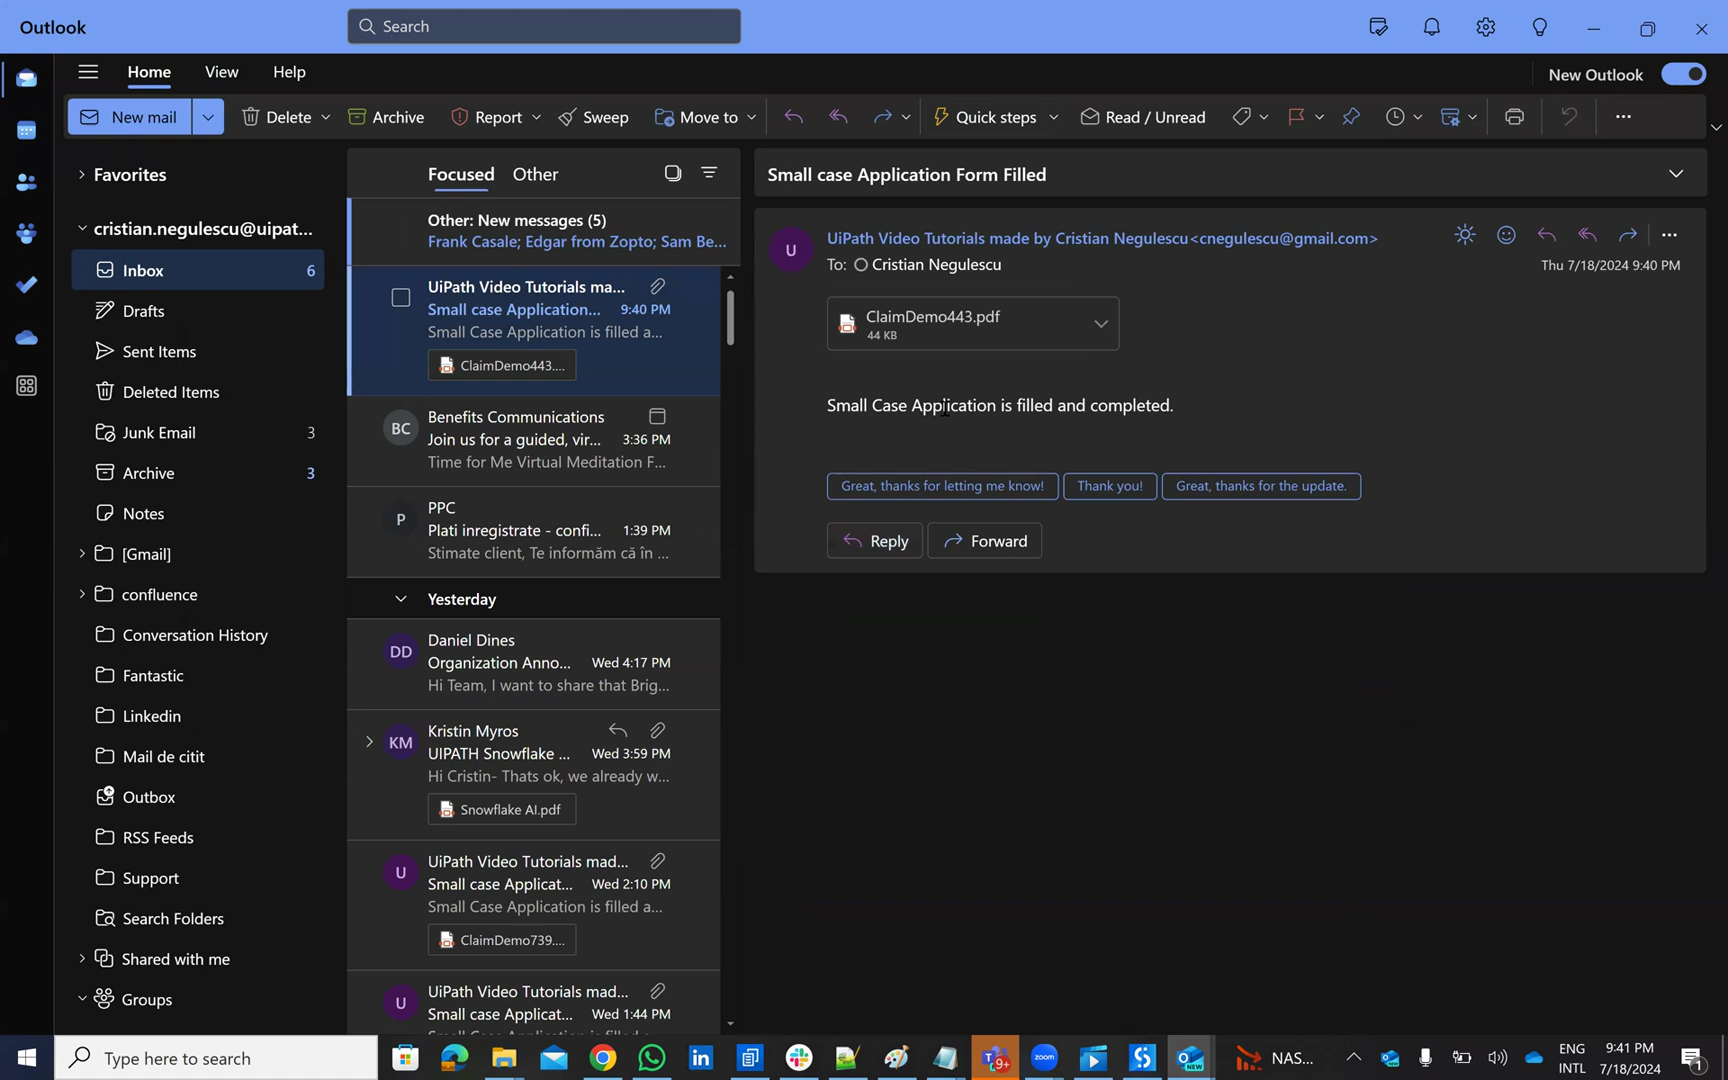 Outlook
Search
Home View Help
New Outlook
New mail Delete Archive Report Sweep Move to Quick steps Read / Unread
Favorites
cristian.negulescu@uipat...
Inbox 6
Drafts
Sent Items
Deleted Items
Junk Email 3
Archive 3
Notes
[Gmail]
confluence
Conversation History
Fantastic
Linkedin
Mail de citit
Outbox
RSS Feeds
Support
Search Folders
Shared with me
Groups
Focused Other
Other: New messages (5)
Frank Casale; Edgar from Zopto; Sam Be...
UiPath Video Tutorials ma...
Small case Application... 9:40 PM
Small Case Application is filled a...
ClaimDemo443....
BC
Benefits Communications
Join us for a guided, vir... 3:36 PM
Time for Me Virtual Meditation F...
P
PPC
Plati inregistrate - confi... 1:39 PM
Stimate client, Te informăm că în ...
Yesterday
DD
Daniel Dines
Organization Anno... Wed 4:17 PM
Hi Team, I want to share that Brig...
KM
Kristin Myros
UIPATH Snowflake ... Wed 3:59 PM
Hi Cristin- Thats ok, we already w...
Snowflake AI.pdf
U
UiPath Video Tutorials mad...
Small case Applicat... Wed 2:10 PM
Small Case Application is filled a...
ClaimDemo739....
U
UiPath Video Tutorials mad...
Small case Applicat... Wed 1:44 PM
Small case Application Form Filled
U
UiPath Video Tutorials made by Cristian Negulescu<cnegulescu@gmail.com>
To: Cristian Negulescu
Thu 7/18/2024 9:40 PM
ClaimDemo443.pdf
44 KB
Small Case Application is filled and completed.
Great, thanks for letting me know! Thank you! Great, thanks for the update.
Reply Forward
Type here to search
NAS...
ENG
INTL
9:41 PM
7/18/2024